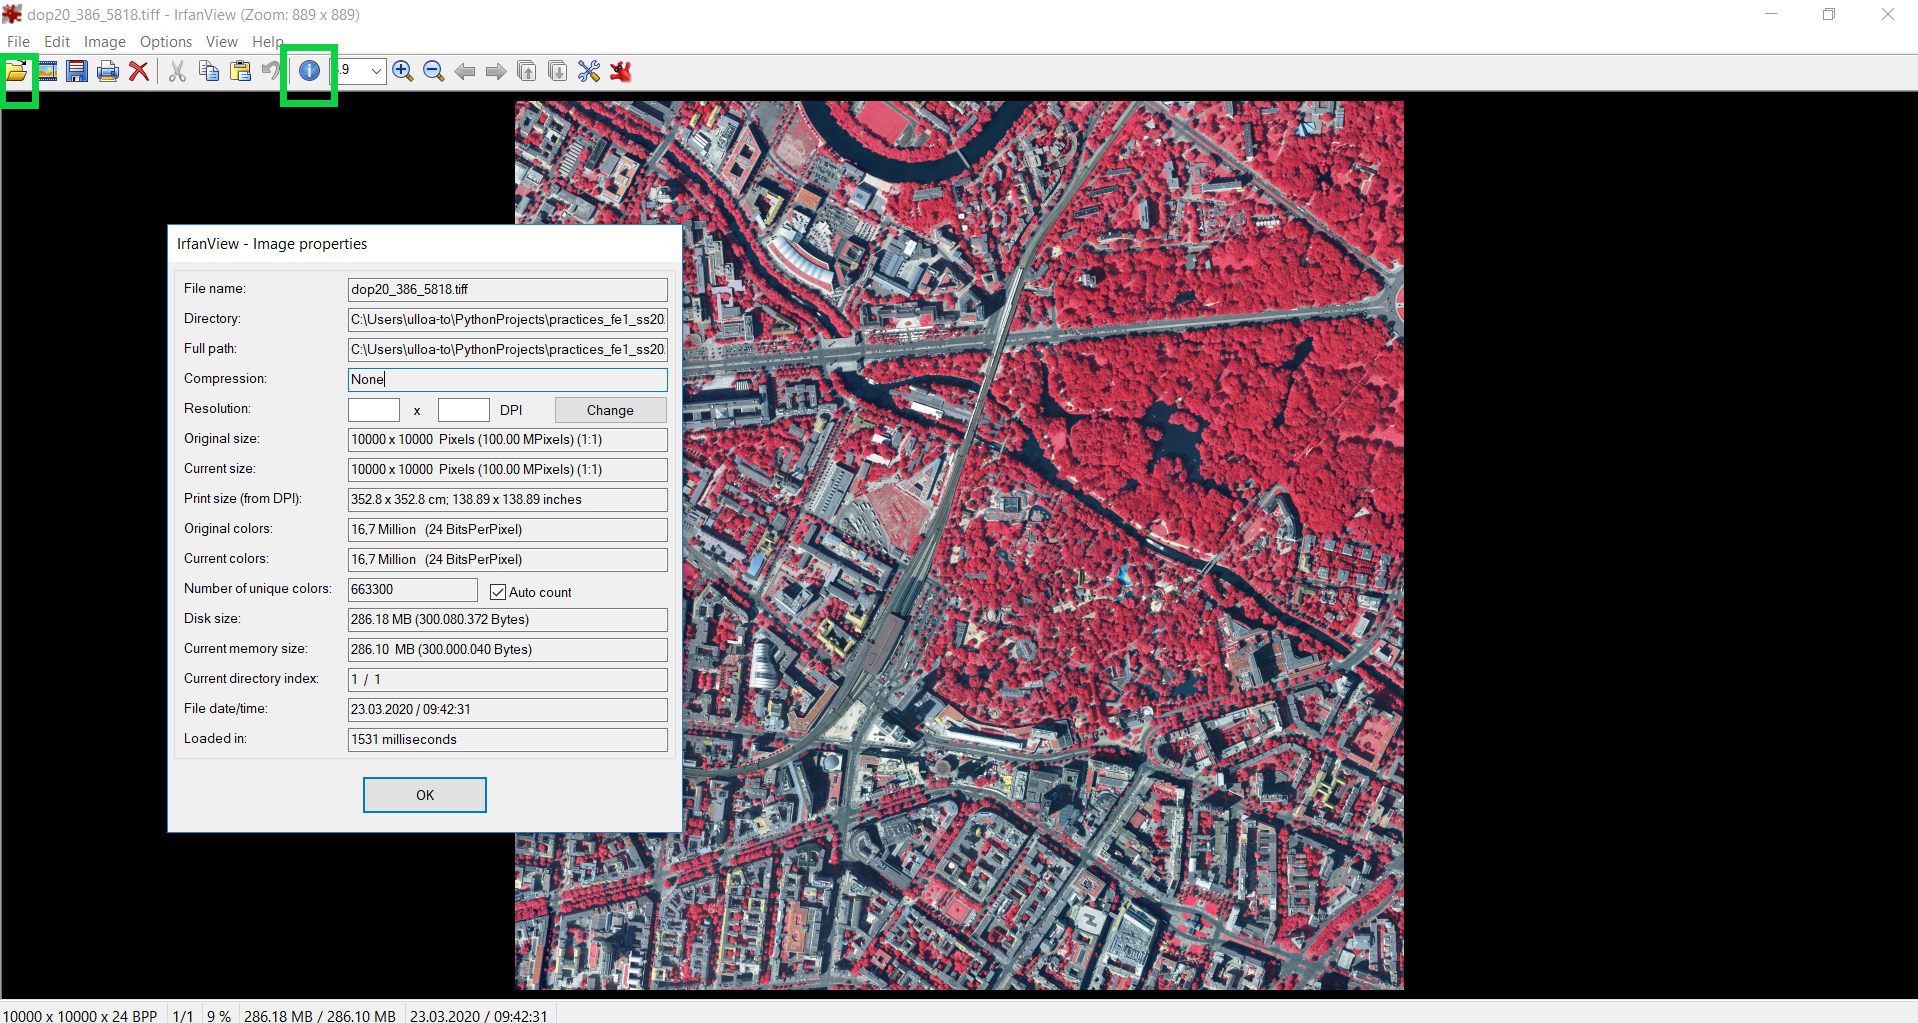 dop20_386_5818.tiff - IrfanView (Zoom: 889 x 889)
File Edit Image Options View Help
.9
IrfanView - Image properties
File name: dop20_386_5818.tiff
Directory: C:\Users\ulloa-to\PythonProjects\practices_fe1_ss20
Full path: C:\Users\ulloa-to\PythonProjects\practices_fe1_ss20
Compression: None
Resolution: x DPI Change
Original size: 10000 x 10000 Pixels (100.00 MPixels) (1:1)
Current size: 10000 x 10000 Pixels (100.00 MPixels) (1:1)
Print size (from DPI): 352.8 x 352.8 cm; 138.89 x 138.89 inches
Original colors: 16,7 Million (24 BitsPerPixel)
Current colors: 16,7 Million (24 BitsPerPixel)
Number of unique colors: 663300 Auto count
Disk size: 286.18 MB (300.080.372 Bytes)
Current memory size: 286.10 MB (300.000.040 Bytes)
Current directory index: 1 / 1
File date/time: 23.03.2020 / 09:42:31
Loaded in: 1531 milliseconds
OK
10000 x 10000 x 24 BPP 1/1 9 % 286.18 MB / 286.10 MB 23.03.2020 / 09:42:31